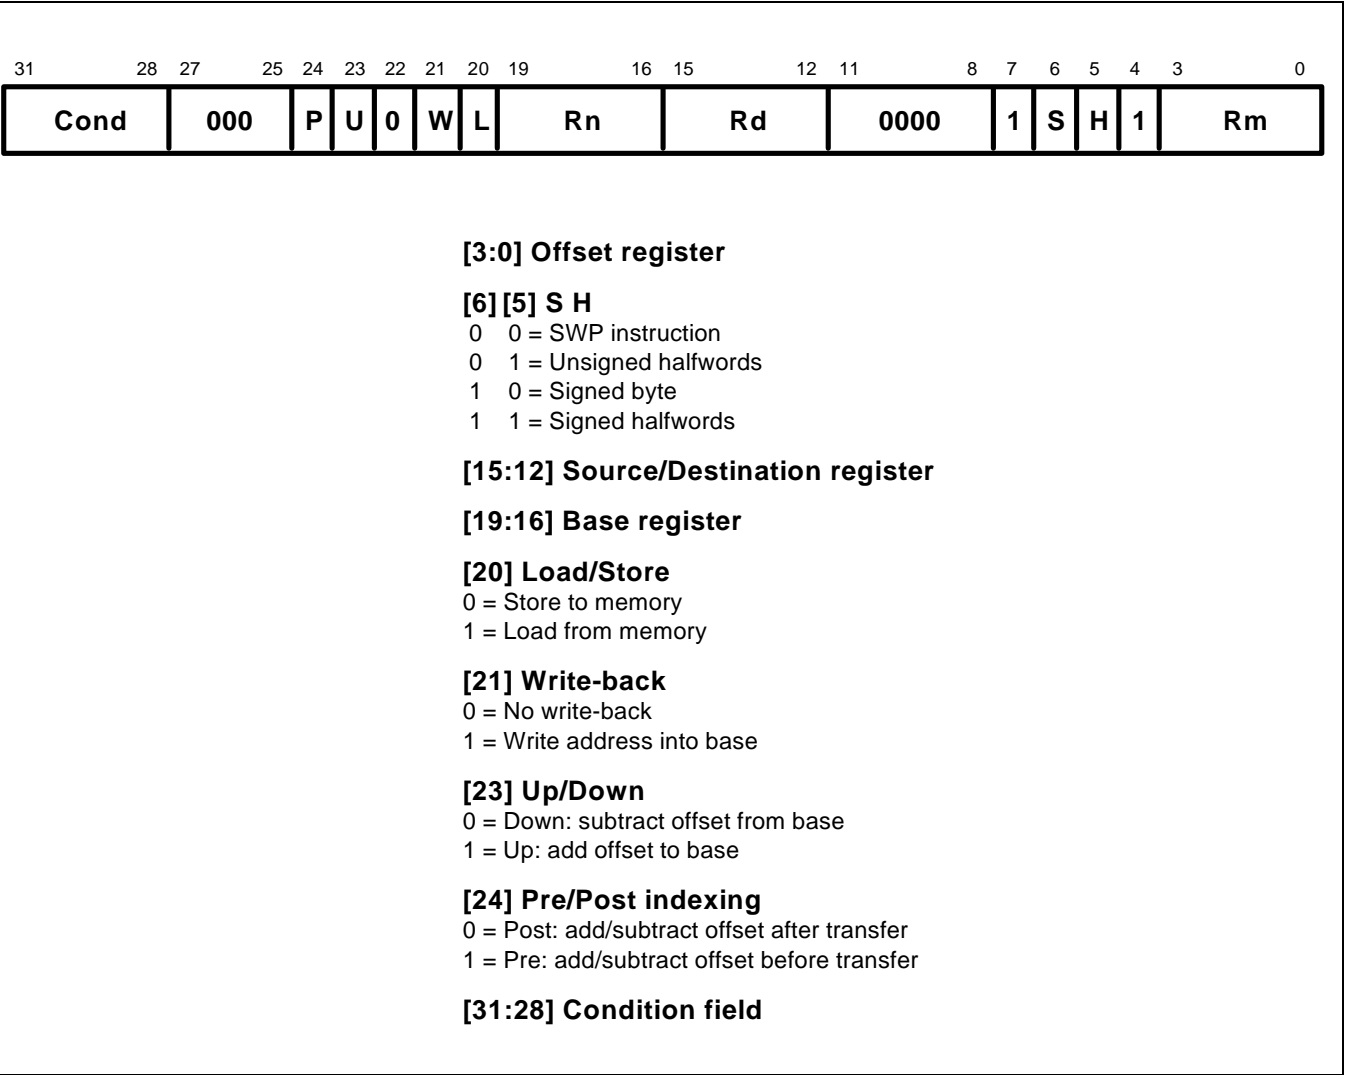 31 28 27 25 24 23 22 21 20 19 16 15 12 11 8 7 6 5 4 3 0
Cond 000 P U 0 W L Rn Rd 0000 1 S H 1 Rm
[3:0] Offset register
[6] [5] S H
0 0 = SWP instruction
0 1 = Unsigned halfwords
1 0 = Signed byte
1 1 = Signed halfwords
[15:12] Source/Destination register
[19:16] Base register
[20] Load/Store
0 = Store to memory
1 = Load from memory
[21] Write-back
0 = No write-back
1 = Write address into base
[23] Up/Down
0 = Down: subtract offset from base
1 = Up: add offset to base
[24] Pre/Post indexing
0 = Post: add/subtract offset after transfer
1 = Pre: add/subtract offset before transfer
[31:28] Condition field